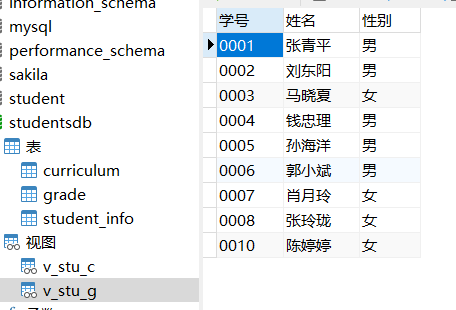 information_schema
mysql
performance_schema
sakila
student
studentsdb
表
curriculum
grade
student_info
视图
v_stu_c
v_stu_g
学号 姓名 性别
0001 张青平 男
0002 刘东阳 男
0003 马晓夏 女
0004 钱忠理 男
0005 孙海洋 男
0006 郭小斌 男
0007 肖月玲 女
0008 张玲珑 女
0010 陈婷婷 女